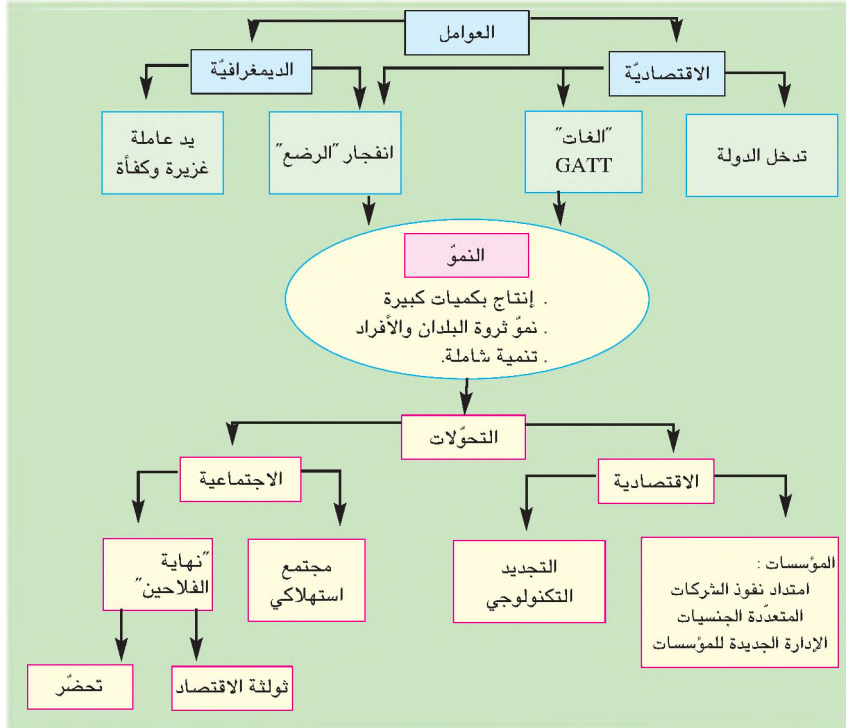 العوامل
الاقتصاديّة
الديمغرافيّة
تدخل الدولة
"الغات"
GATT
انفجار "الرضع"
يد عاملة
غزيرة وكفأة
النموّ
. إنتاج بكميات كبيرة
. نموّ ثروة البلدان والأفراد
. تنمية شاملة.
التحوّلات
الاقتصادية
الاجتماعية
المؤسسات :
امتداد نفوذ الشركات
المتعدّدة الجنسيات
الإدارة الجديدة للمؤسسات
التجديد
التكنولوجي
مجتمع
استهلاكي
"نهاية
الفلاحين"
ثولثة الاقتصاد
تحضّر